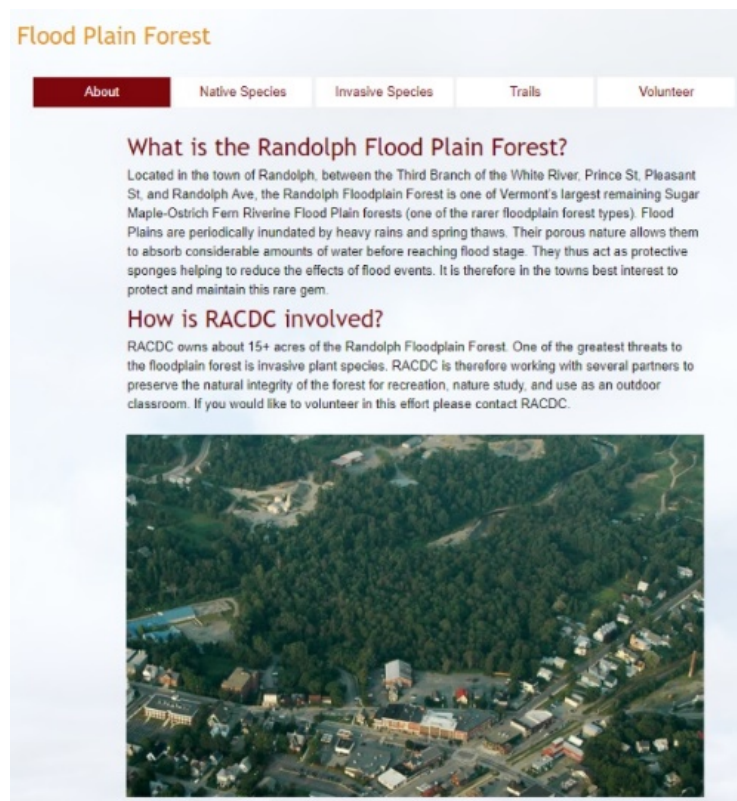 Flood Plain Forest
About Native Species Invasive Species Trails Volunteer
What is the Randolph Flood Plain Forest?
Located in the town of Randolph, between the Third Branch of the White River, Prince St, Pleasant
St, and Randolph Ave, the Randolph Floodplain Forest is one of Vermont's largest remaining Sugar
Maple-Ostrich Fern Riverine Flood Plain forests (one of the rarer floodplain forest types). Flood
Plains are periodically inundated by heavy rains and spring thaws. Their porous nature allows them
to absorb considerable amounts of water before reaching flood stage. They thus act as protective
sponges helping to reduce the effects of flood events. It is therefore in the towns best interest to
protect and maintain this rare gem.
How is RACDC involved?
RACDC owns about 15+ acres of the Randolph Floodplain Forest. One of the greatest threats to
the floodplain forest is invasive plant species. RACDC is therefore working with several partners to
preserve the natural integrity of the forest for recreation, nature study, and use as an outdoor
classroom. If you would like to volunteer in this effort please contact RACDC.